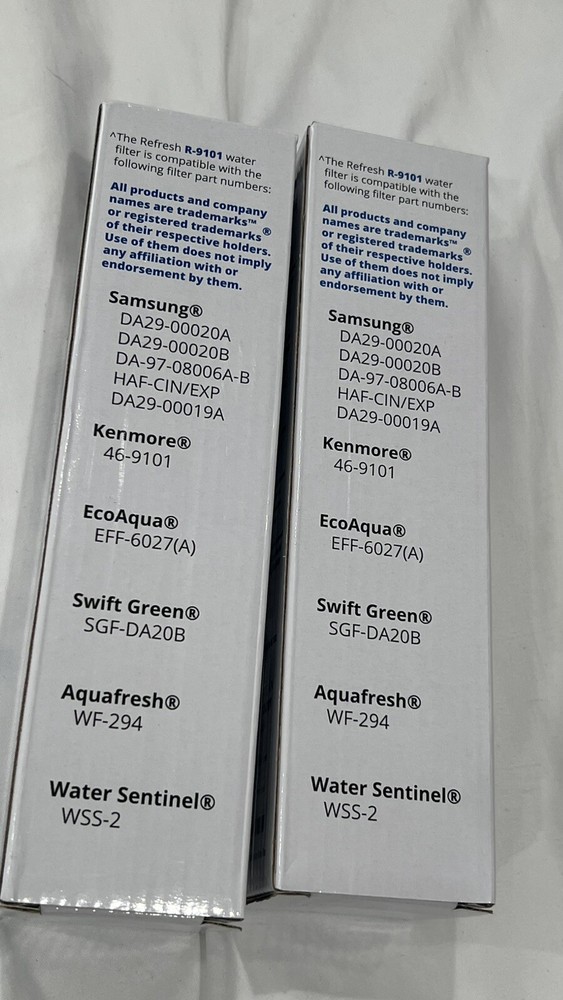 ^The Refresh R-9101 water
filter is compatible with the
following filter part numbers:
All products and company
names are trademarks™
or registered trademarks ®
of their respective holders.
Use of them does not imply
any affiliation with or
endorsement by them.
Samsung®
DA29-00020A
DA29-00020B
DA-97-08006A-B
HAF-CIN/EXP
DA29-00019A
Kenmore®
46-9101
EcoAqua®
EFF-6027(A)
Swift Green®
SGF-DA20B
Aquafresh®
WF-294
Water Sentinel®
WSS-2
^The Refresh R-9101 water
filter is compatible with the
following filter part numbers:
All products and company
names are trademarks™
or registered trademarks ®
of their respective holders.
Use of them does not imply
any affiliation with or
endorsement by them.
Samsung®
DA29-00020A
DA29-00020B
DA-97-08006A-B
HAF-CIN/EXP
DA29-00019A
Kenmore®
46-9101
EcoAqua®
EFF-6027(A)
Swift Green®
SGF-DA20B
Aquafresh®
WF-294
Water Sentinel®
WSS-2